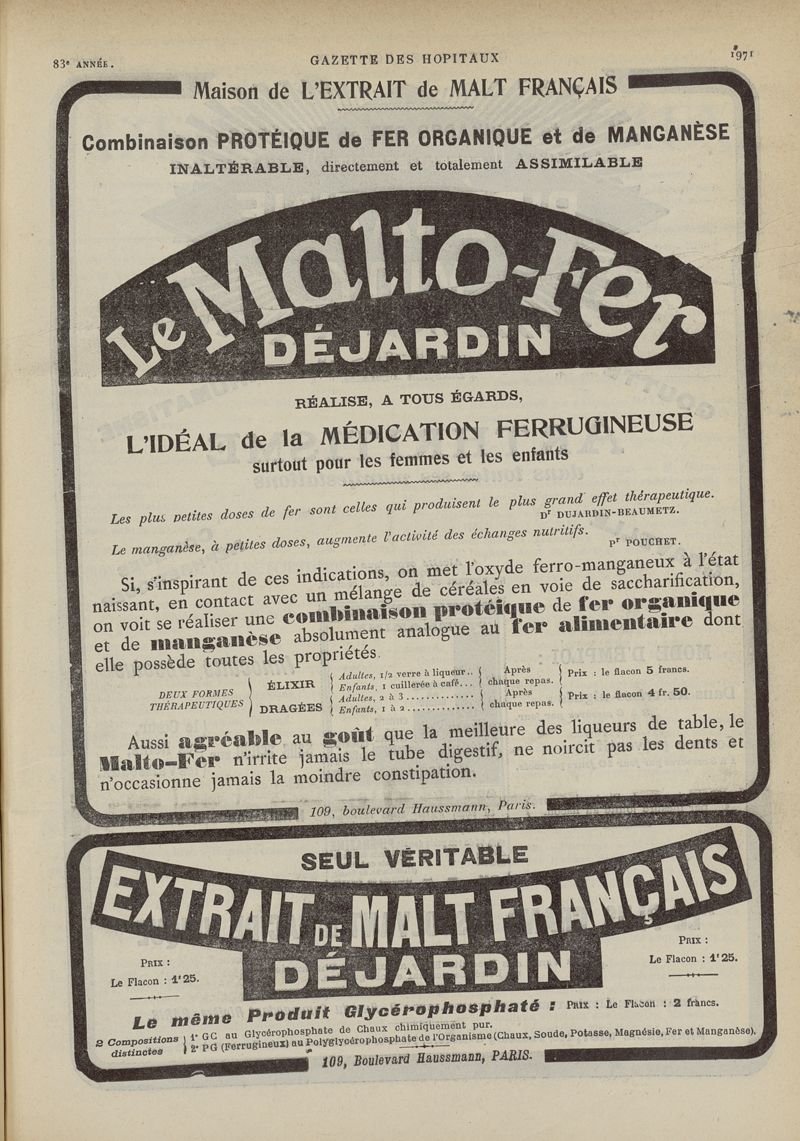 83e ANNÉE.
GAZETTE DES HOPITAUX
1971
Maison de L'EXTRAIT de MALT FRANÇAIS
Combinaison PROTÉIQUE de FER ORGANIQUE et de MANGANÈSE
INALTÉRABLE, directement et totalement ASSIMILABLE
Le Malto-Fer
DÉJARDIN
RÉALISE, A TOUS ÉGARDS,
L'IDÉAL de la MÉDICATION FERRUGINEUSE
surtout pour les femmes et les enfants
Les plus petites doses de fer sont celles qui produisent le plus grand effet thérapeutique.
Dr DUJARDIN-BEAUMETZ.
Le manganèse, à petites doses, augmente l'activité des échanges nutritifs.
Pr POUCHET.
Si, s'inspirant de ces indications, on met l'oxyde ferro-manganeux à l'état
naissant, en contact avec un mélange de céréales en voie de saccharification,
on voit se réaliser une combinaison protéique de fer organique
et de manganèse absolument analogue au fer alimentaire dont
elle possède toutes les propriétés.
DEUX FORMES
THÉRAPEUTIQUES
ÉLIXIR
Adultes, 1/2 verre à liqueur..
Enfants, 1 cuillerée à café...
Après
chaque repas.
Prix : le flacon 5 francs.
DRAGÉES
Adultes, 2 à 3.............
Enfants, 1 à 2.............
Après
chaque repas.
Prix : le flacon 4 fr. 50.
Aussi agréable au goût que la meilleure des liqueurs de table, le
Malto-Fer n'irrite jamais le tube digestif, ne noircit pas les dents et
n'occasionne jamais la moindre constipation.
109, boulevard Haussmann, Paris.
SEUL VÉRITABLE
EXTRAIT DE MALT FRANÇAIS
DÉJARDIN
PRIX :
Le Flacon : 1f25.
PRIX :
Le Flacon : 1f25.
Le même Produit Glycérophosphaté : PRIX : Le Flacon : 2 francs.
2 Compositions
distinctes
1° GC au Glycérophosphate de Chaux chimiquement pur.
2° PG (Ferrugineux) au Polyglycérophosphate de l'Organisme (Chaux, Soude, Potasse, Magnésie, Fer et Manganèse).
109, Boulevard Haussmann, PARIS.